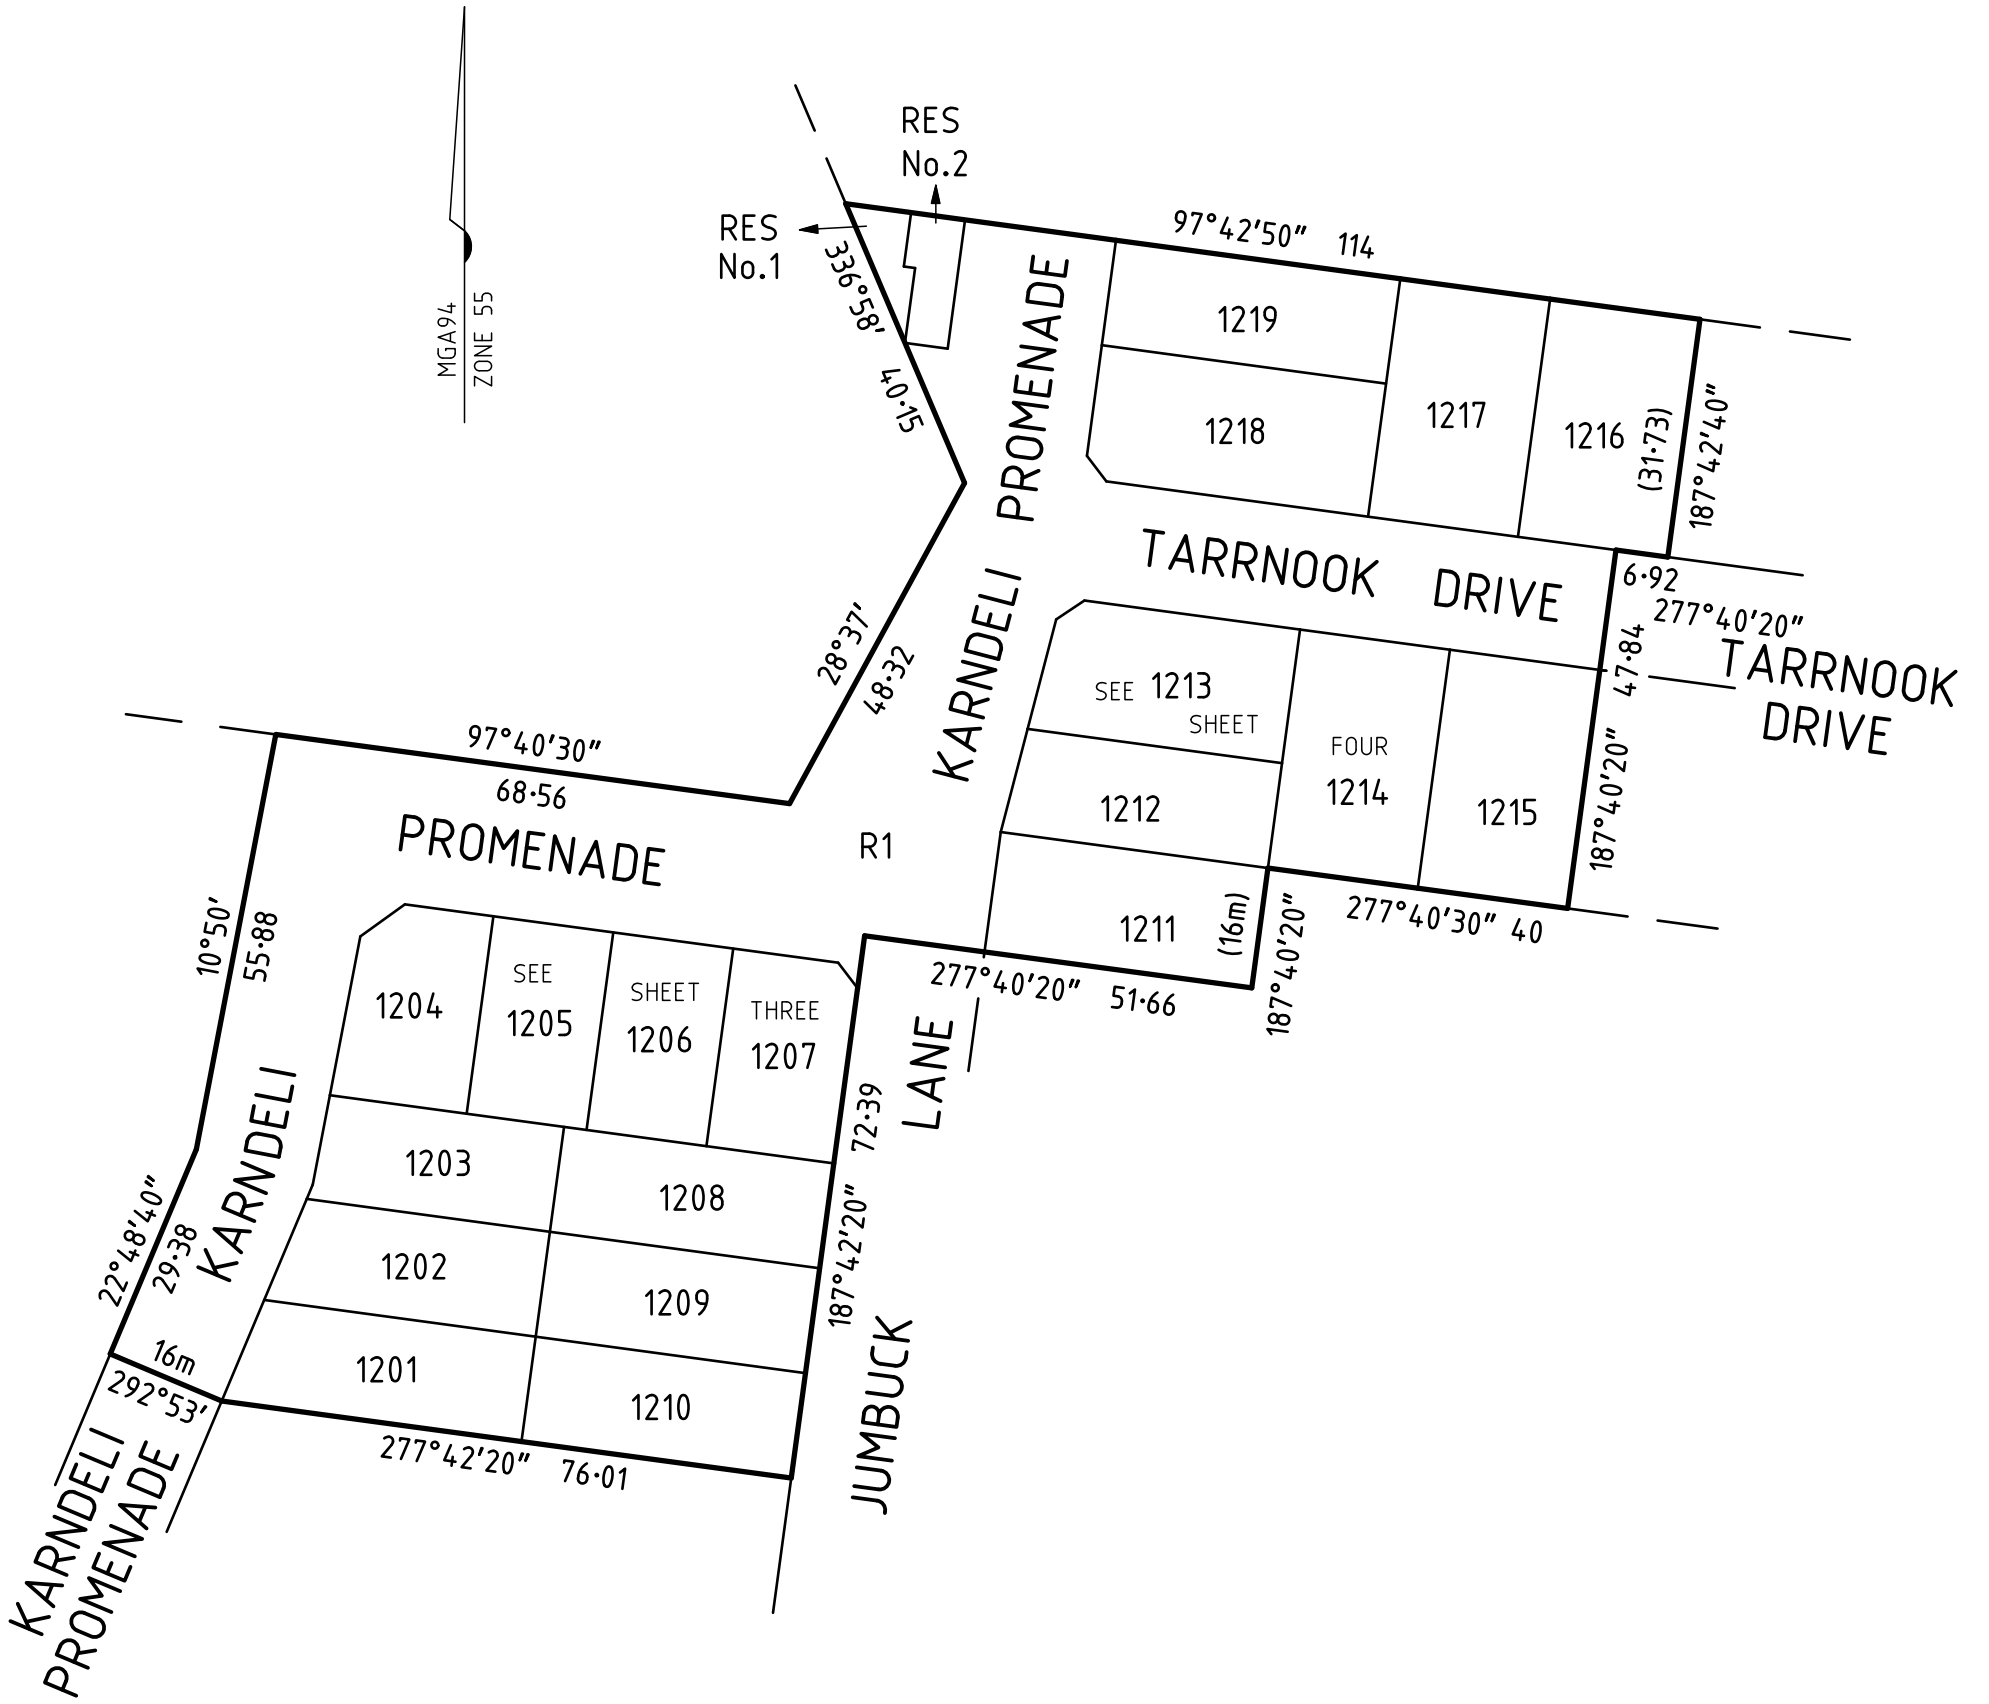 MGA94
ZONE 55
RES
No.2
RES
No.1
97°42'50" 114
336°58'
40·15
KARNDELI PROMENADE
1219
1218
1217
1216
(31·73)
187°42'40"
TARRNOOK DRIVE
6·92
277°40'20"
TARRNOOK
DRIVE
47·84
187°40'20"
28°37'
48·32
SEE 1213
SHEET
FOUR
1214
1212
1215
1211
(16m)
187°40'20"
277°40'30" 40
277°40'20" 51·66
97°40'30"
68·56
PROMENADE
R1
10°50'
55·88
1204
SEE
1205
SHEET
1206
THREE
1207
KARNDELI
1203
1208
1202
1209
1201
1210
72·39
187°42'20"
JUMBUCK LANE
22°48'40"
29·38
16m
292°53'
277°42'20" 76·01
KARNDELI
PROMENADE